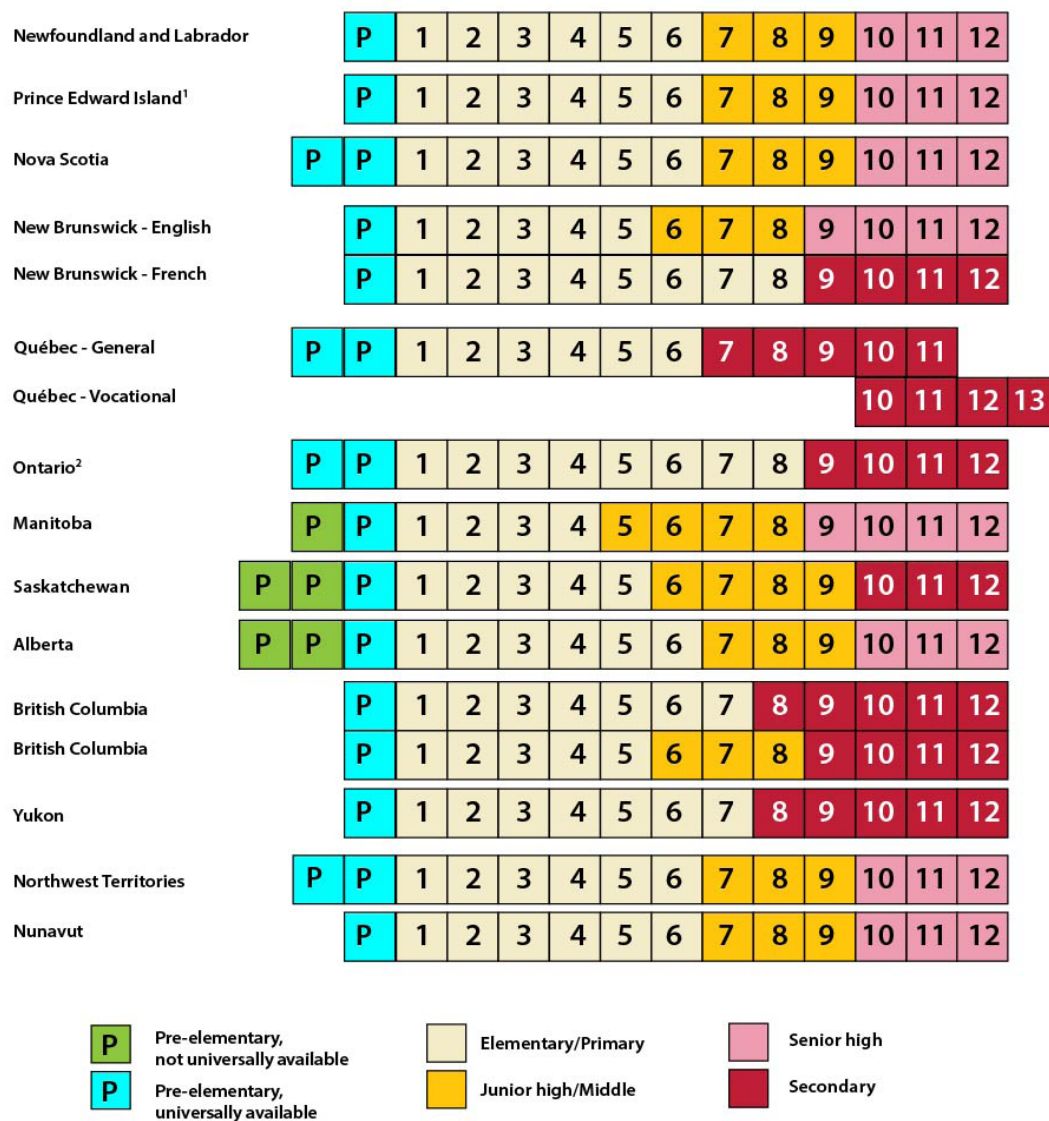 Newfoundland and Labrador P 1 2 3 4 5 6 7 8 9 10 11 12
Prince Edward Island¹ P 1 2 3 4 5 6 7 8 9 10 11 12
Nova Scotia P P 1 2 3 4 5 6 7 8 9 10 11 12
New Brunswick - English P 1 2 3 4 5 6 7 8 9 10 11 12
New Brunswick - French P 1 2 3 4 5 6 7 8 9 10 11 12
Québec - General P P 1 2 3 4 5 6 7 8 9 10 11
Québec - Vocational 10 11 12 13
Ontario² P P 1 2 3 4 5 6 7 8 9 10 11 12
Manitoba P P 1 2 3 4 5 6 7 8 9 10 11 12
Saskatchewan P P P 1 2 3 4 5 6 7 8 9 10 11 12
Alberta P P P 1 2 3 4 5 6 7 8 9 10 11 12
British Columbia P 1 2 3 4 5 6 7 8 9 10 11 12
British Columbia P 1 2 3 4 5 6 7 8 9 10 11 12
Yukon P 1 2 3 4 5 6 7 8 9 10 11 12
Northwest Territories P P 1 2 3 4 5 6 7 8 9 10 11 12
Nunavut P 1 2 3 4 5 6 7 8 9 10 11 12
P Pre-elementary,
not universally available
P Pre-elementary,
universally available
Elementary/Primary
Junior high/Middle
Senior high
Secondary